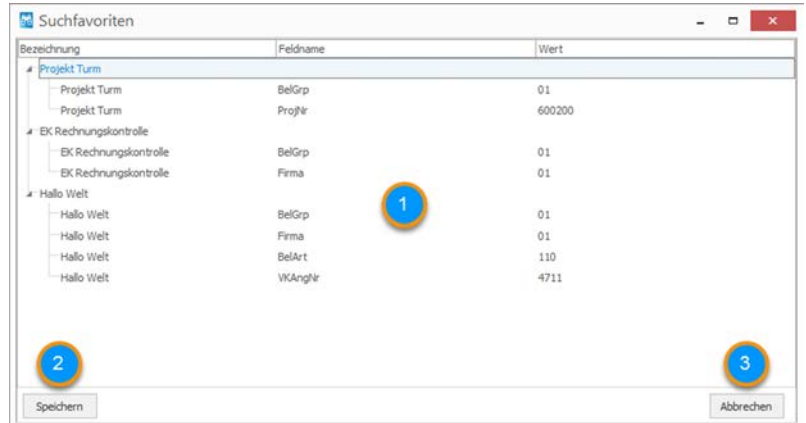 Suchfavoriten
Bezeichnung Feldname Wert
Projekt Turm
Projekt Turm BelGrp 01
Projekt Turm ProjNr 600200
EK Rechnungskontrolle
EK Rechnungskontrolle BelGrp 01
EK Rechnungskontrolle Firma 01
Hallo Welt
1
Hallo Welt BelGrp 01
Hallo Welt Firma 01
Hallo Welt BelArt 110
Hallo Welt VKAngNr 4711
2 3
Speichern Abbrechen